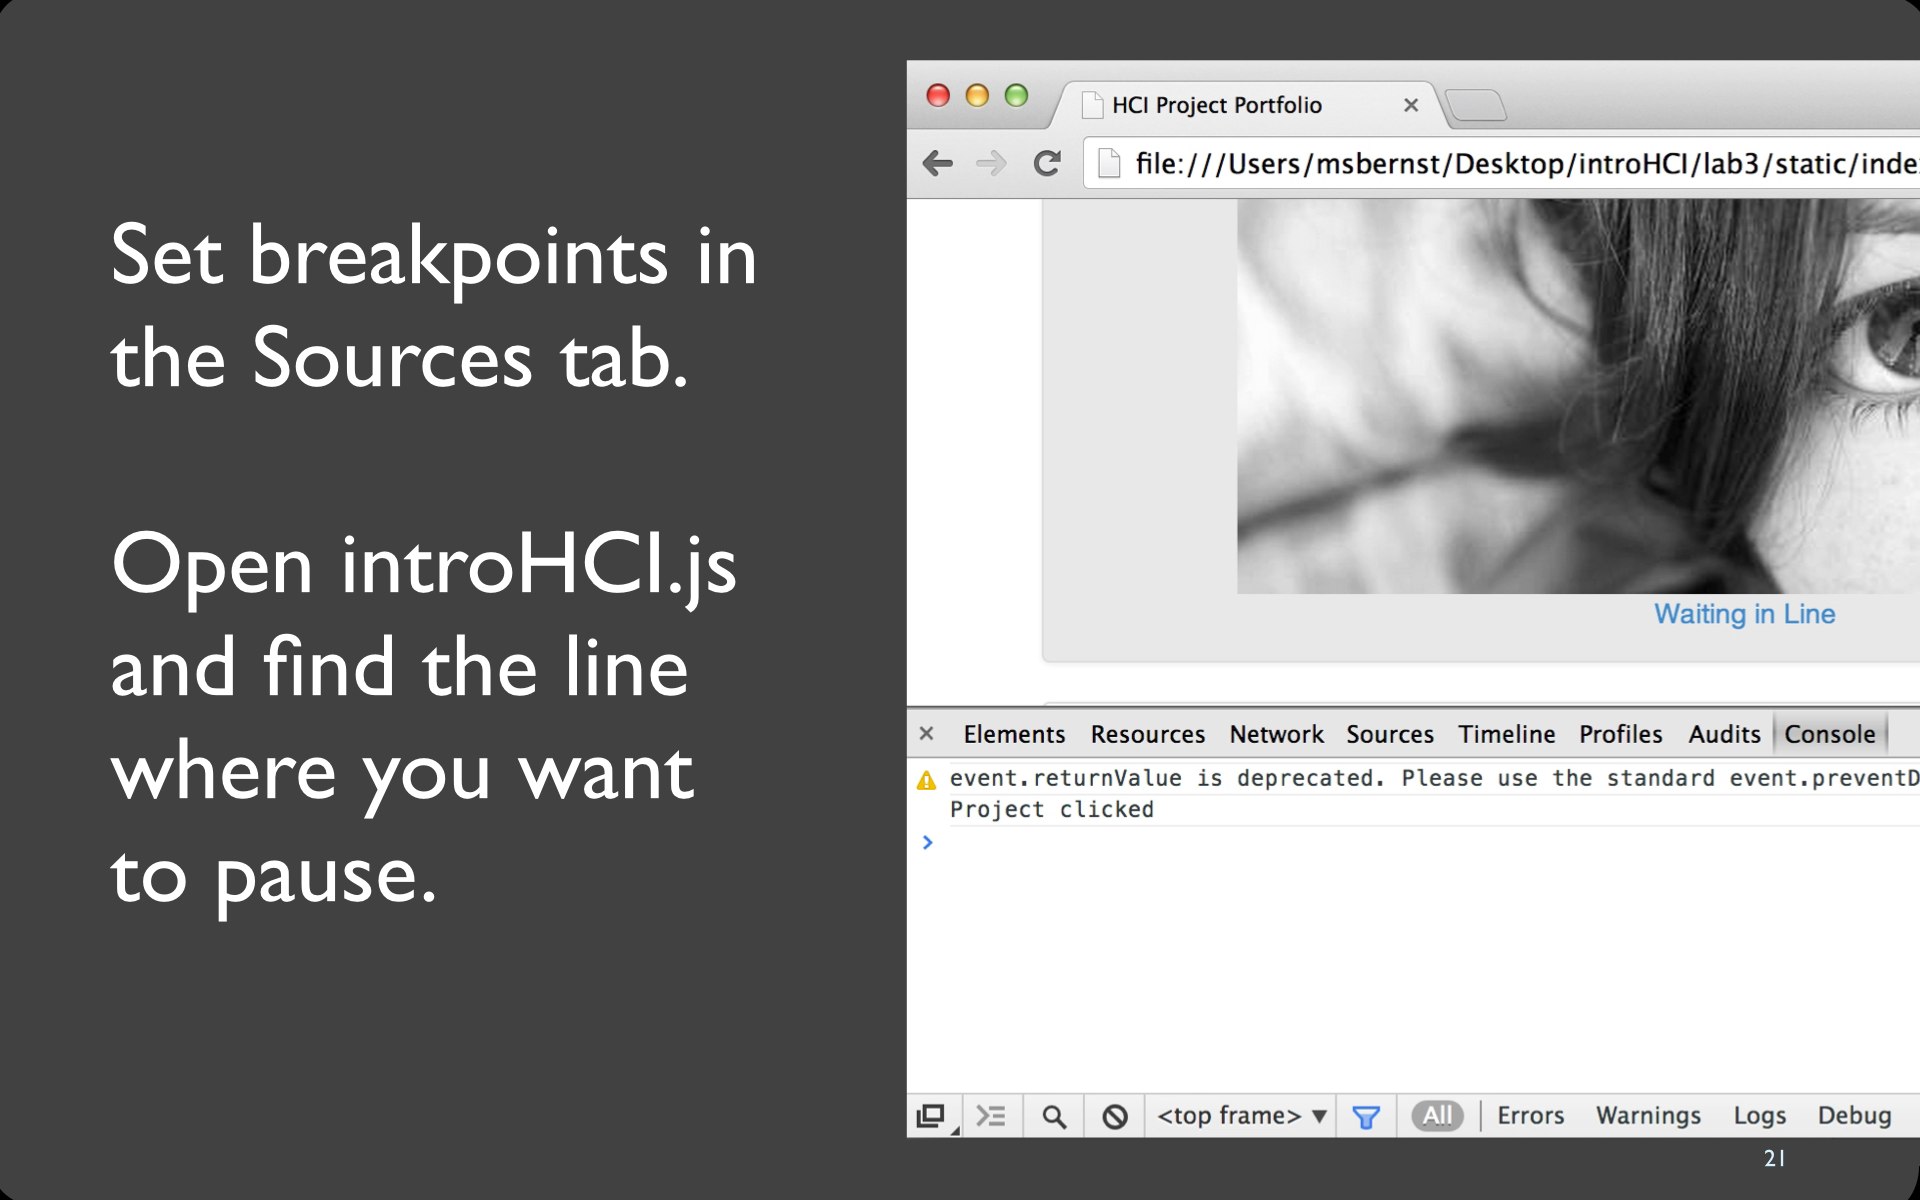 Set breakpoints in
the Sources tab.
Open introHCI.js
and find the line
where you want
to pause.
HCI Project Portfolio
file:///Users/msbernst/Desktop/introHCI/lab3/static/inde
Waiting in Line
Elements Resources Network Sources Timeline Profiles Audits Console
event.returnValue is deprecated. Please use the standard event.preventD
Project clicked
>
<top frame> ▼ All Errors Warnings Logs Debug
21